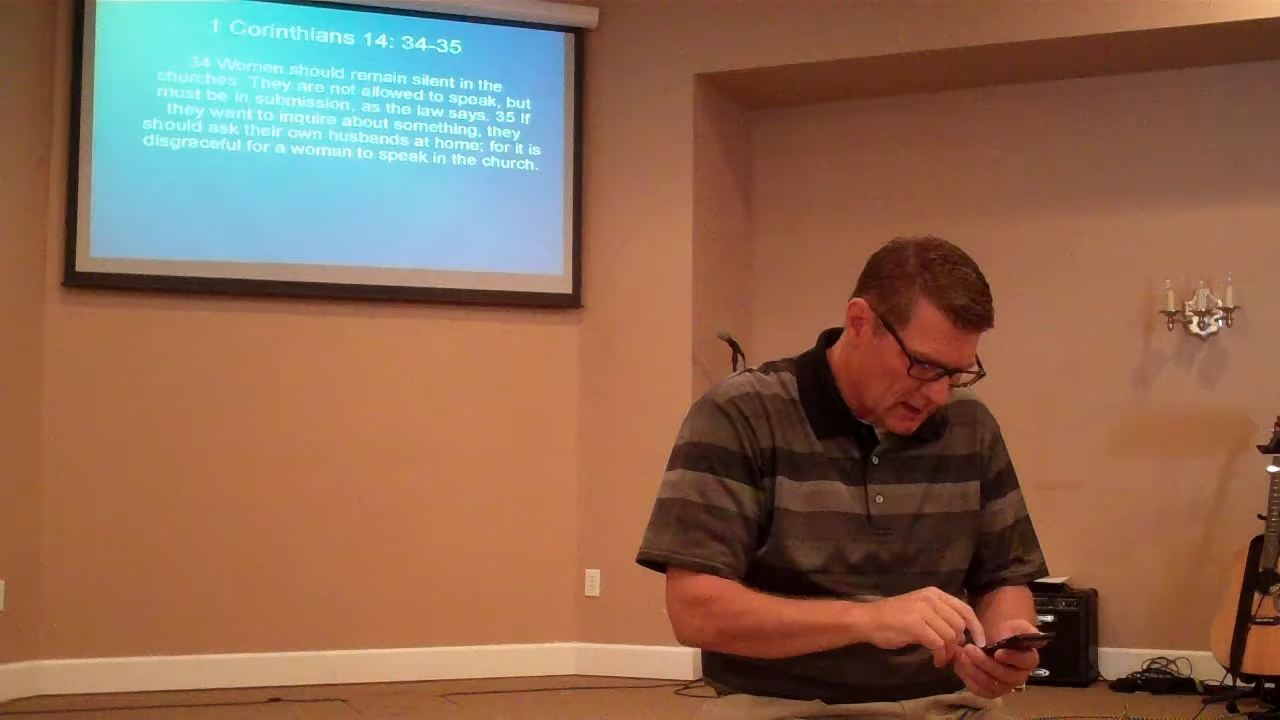 1 Corinthians 14: 34-35
34 Women should remain silent in the
churches. They are not allowed to speak, but
must be in submission, as the law says. 35 If
they want to inquire about something, they
should ask their own husbands at home; for it is
disgraceful for a woman to speak in the church.